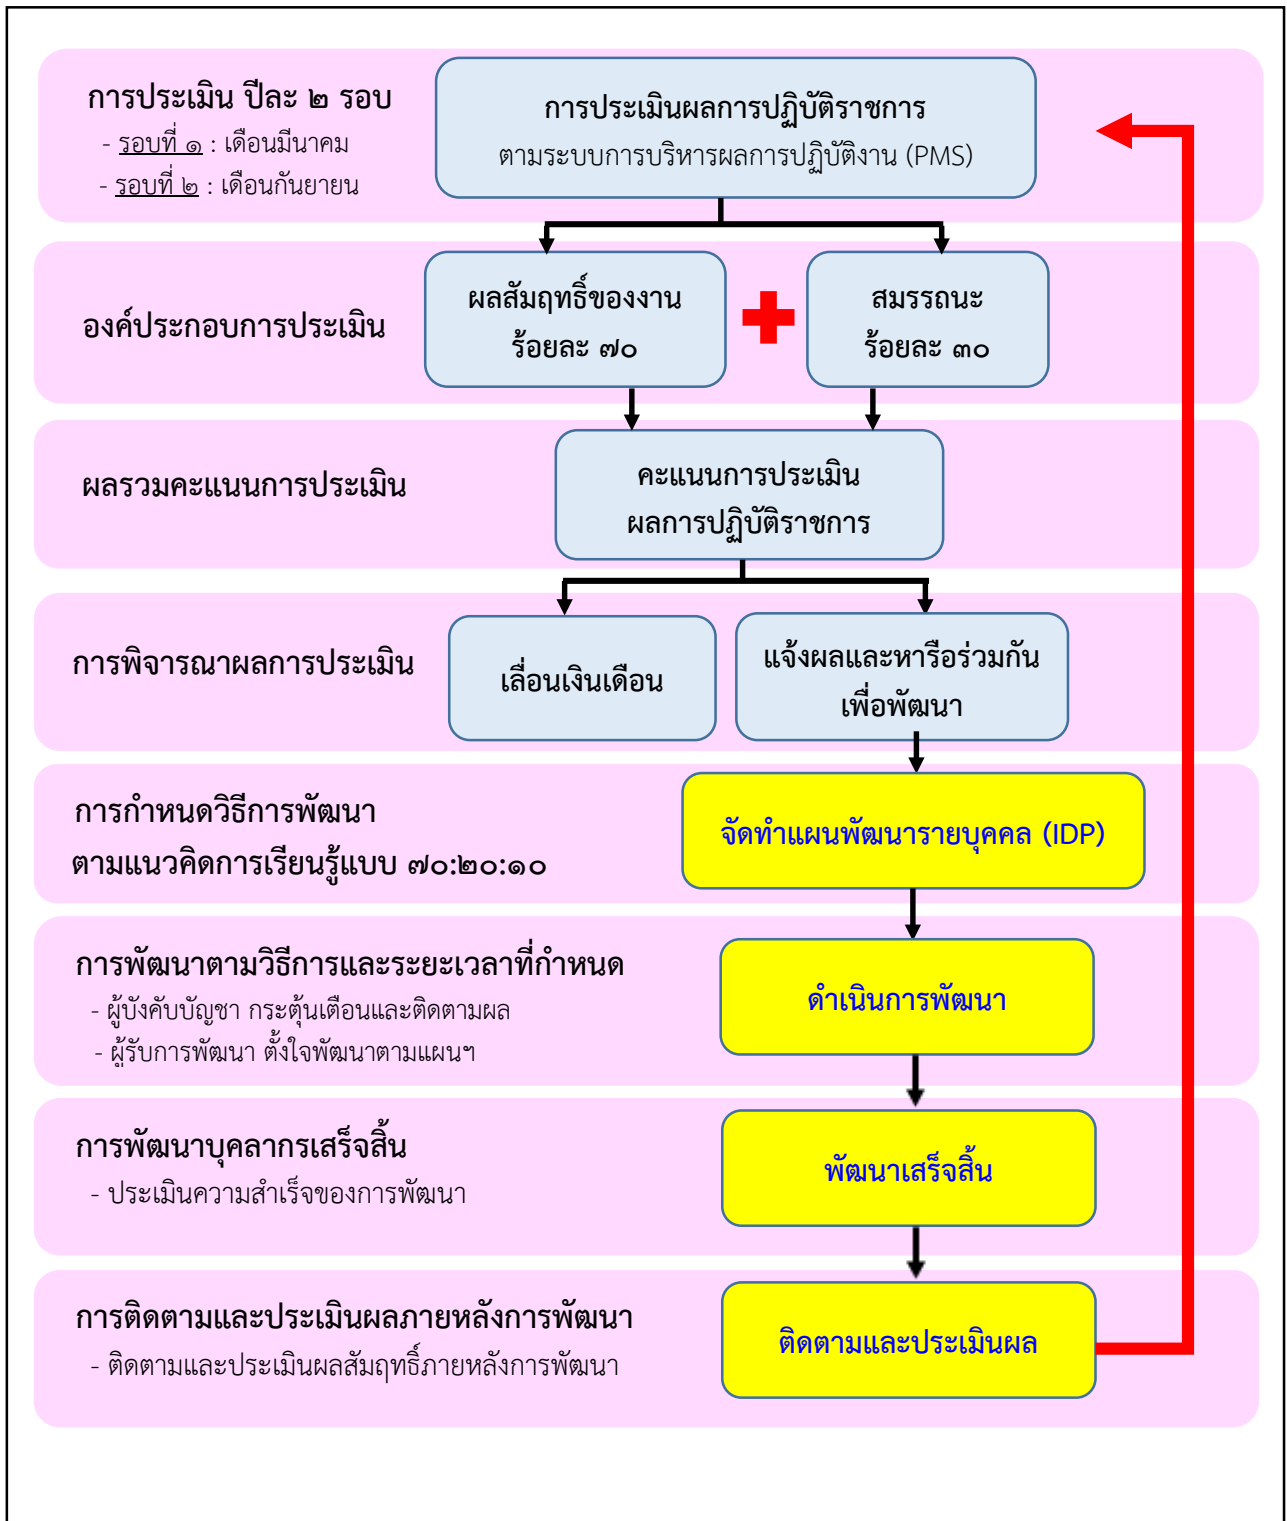 การประเมิน ปีละ ๒ รอบ
- รอบที่ ๑ : เดือนมีนาคม
- รอบที่ ๒ : เดือนกันยายน
การประเมินผลการปฏิบัติราชการ
ตามระบบการบริหารผลการปฏิบัติงาน (PMS)
องค์ประกอบการประเมิน
ผลสัมฤทธิ์ของงาน
ร้อยละ ๗๐
สมรรถนะ
ร้อยละ ๓๐
ผลรวมคะแนนการประเมิน
คะแนนการประเมิน
ผลการปฏิบัติราชการ
การพิจารณาผลการประเมิน
เลื่อนเงินเดือน
แจ้งผลและหารือร่วมกัน
เพื่อพัฒนา
การกำหนดวิธีการพัฒนา
ตามแนวคิดการเรียนรู้แบบ ๗๐:๒๐:๑๐
จัดทำแผนพัฒนารายบุคคล (IDP)
การพัฒนาตามวิธีการและระยะเวลาที่กำหนด
- ผู้บังคับบัญชา กระตุ้นเตือนและติดตามผล
- ผู้รับการพัฒนา ตั้งใจพัฒนาตามแผนฯ
ดำเนินการพัฒนา
การพัฒนาบุคลากรเสร็จสิ้น
- ประเมินความสำเร็จของการพัฒนา
พัฒนาเสร็จสิ้น
การติดตามและประเมินผลภายหลังการพัฒนา
- ติดตามและประเมินผลสัมฤทธิ์ภายหลังการพัฒนา
ติดตามและประเมินผล